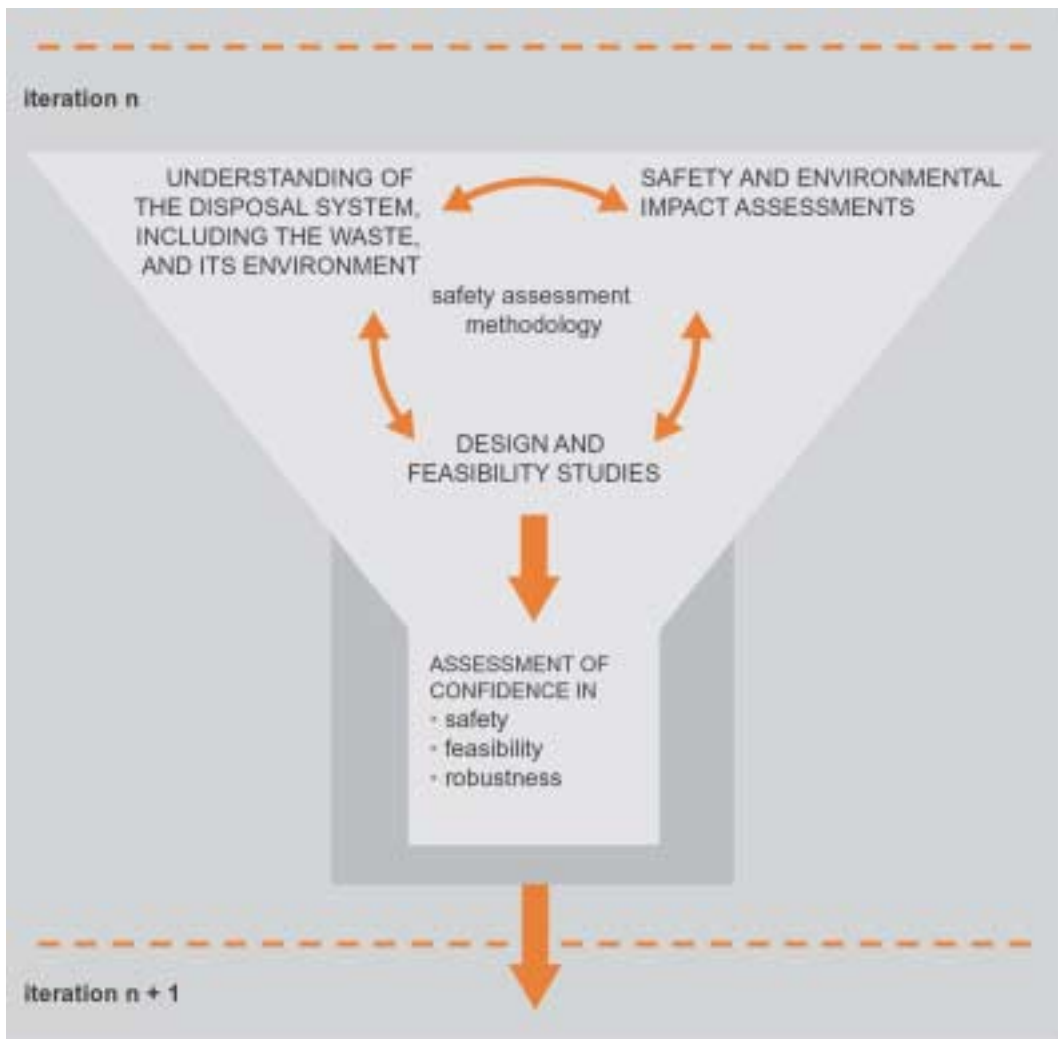 iteration n
UNDERSTANDING OF
THE DISPOSAL SYSTEM,
INCLUDING THE WASTE,
AND ITS ENVIRONMENT
SAFETY AND ENVIRONMENTAL
IMPACT ASSESSMENTS
safety assessment
methodology
DESIGN AND
FEASIBILITY STUDIES
ASSESSMENT OF
CONFIDENCE IN
• safety
• feasibility
• robustness
iteration n + 1